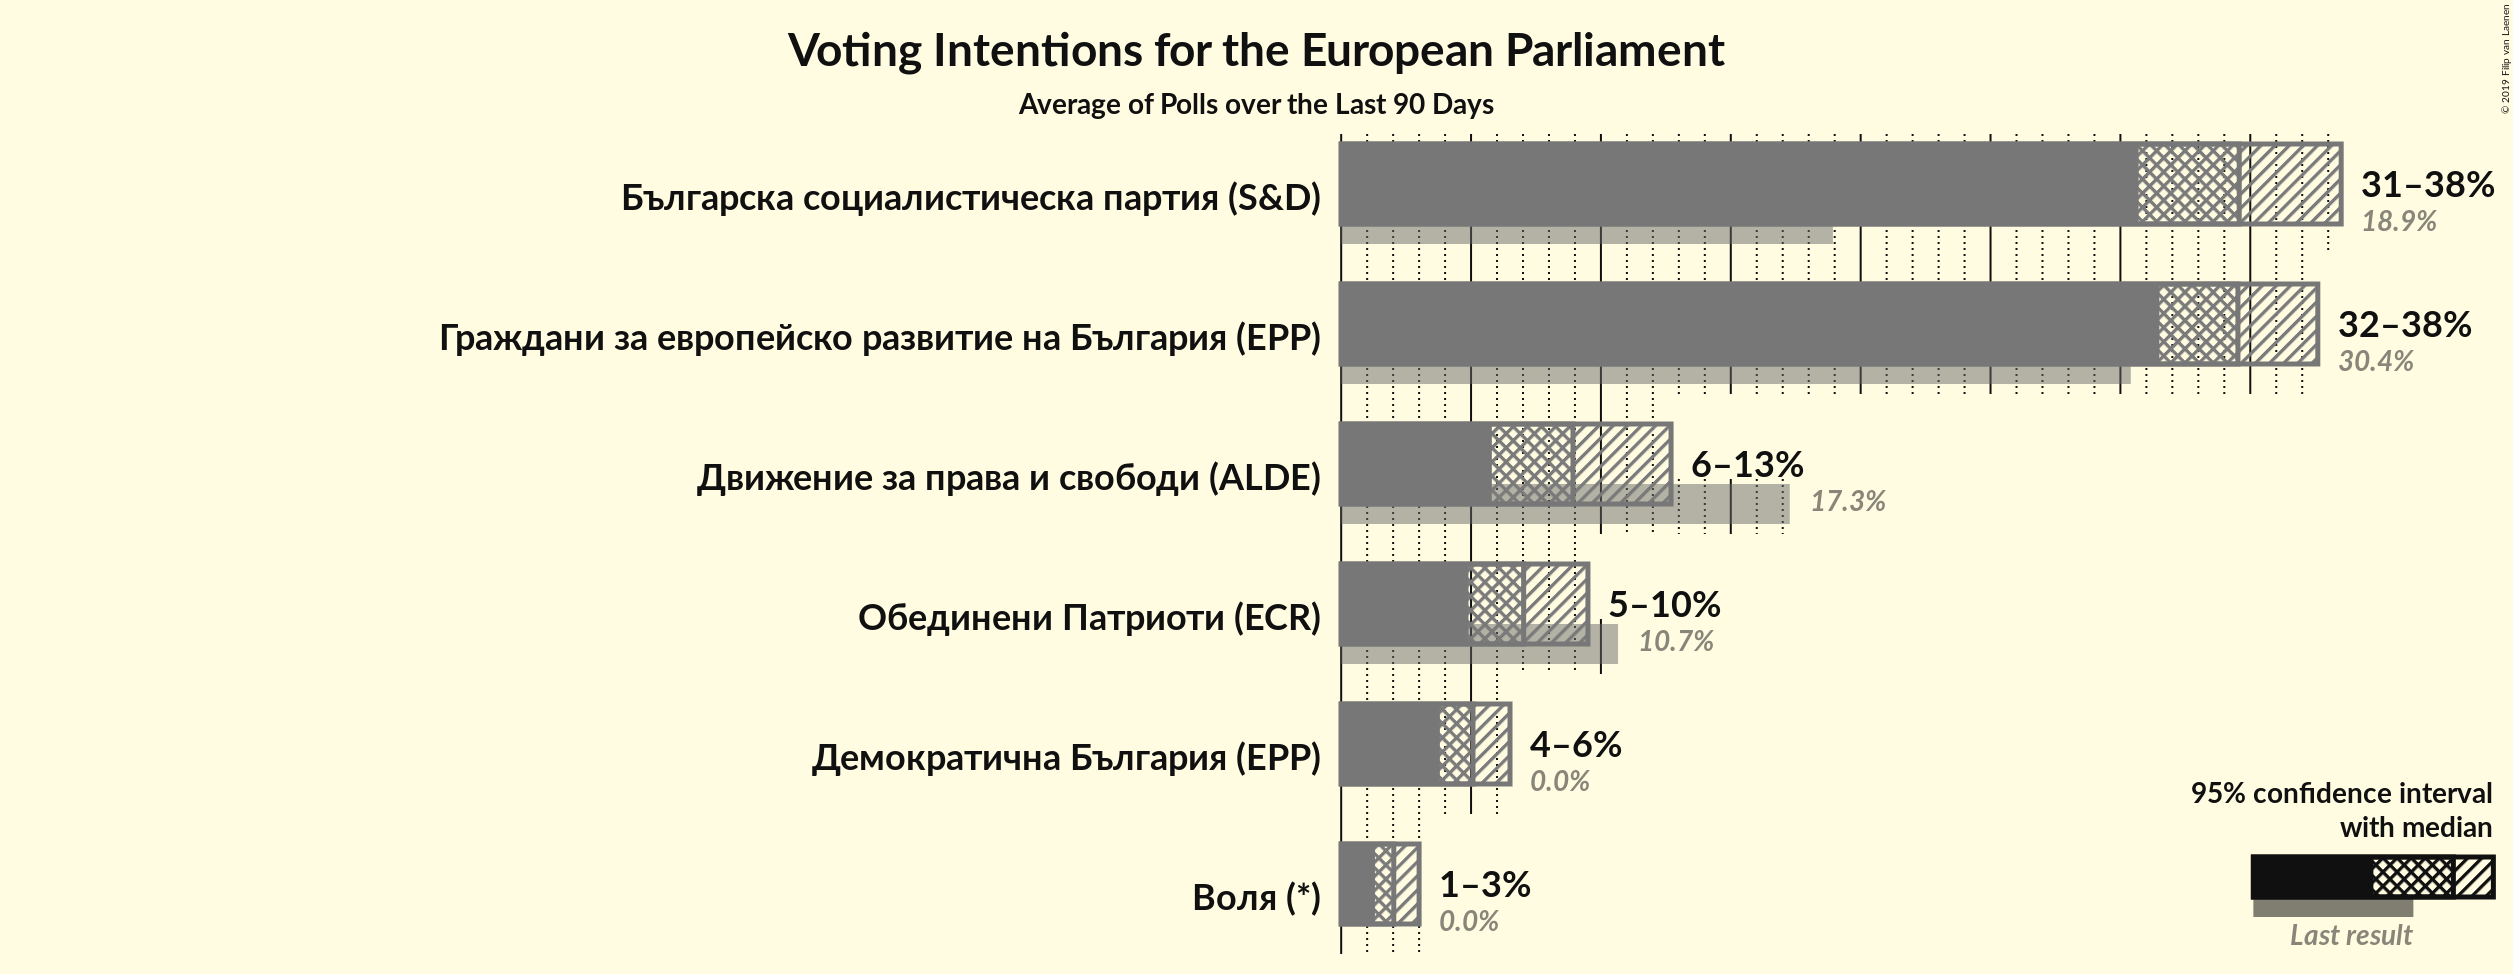 Voting Intentions for the European Parliament
Average of Polls over the Last 90 Days
© 2019 Filip van Laenen
Българска социалистическа партия (S&D)
31–38%
18.9%
Граждани за европейско развитие на България (EPP)
32–38%
30.4%
Движение за права и свободи (ALDE)
6–13%
17.3%
Обединени Патриоти (ECR)
5–10%
10.7%
Демократична България (EPP)
4–6%
0.0%
Воля (*)
1–3%
0.0%
95% confidence interval
with median
Last result